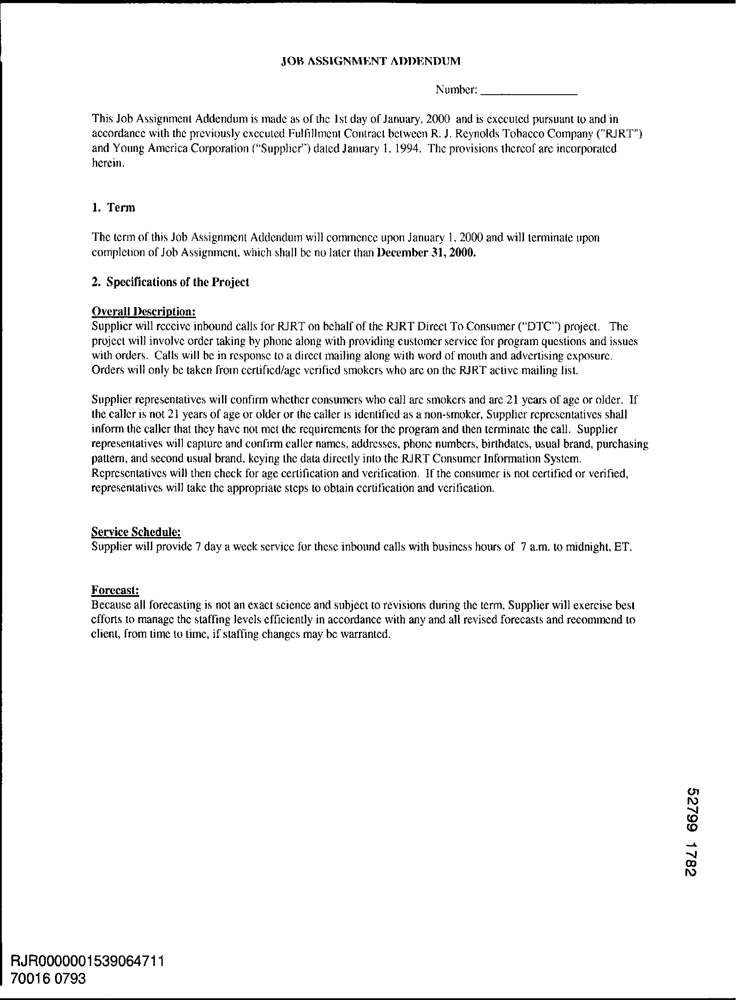 JOB ASSIGNMENT ADDENDUM
Number: ________________
This Job Assignment Addendum is made as of the 1st day of January, 2000 and is executed pursuant to and in
accordance with the previously executed Fulfillment Contract between R. J. Reynolds Tobacco Company ("RJRT")
and Young America Corporation ("Supplier") dated January 1, 1994. The provisions thereof are incorporated
herein.
1. Term
The term of this Job Assignment Addendum will commence upon January 1, 2000 and will terminate upon
completion of Job Assignment, which shall be no later than December 31, 2000.
2. Specifications of the Project
Overall Description:
Supplier will receive inbound calls for RJRT on behalf of the RJRT Direct To Consumer ("DTC") project. The
project will involve order taking by phone along with providing customer service for program questions and issues
with orders. Calls will be in response to a direct mailing along with word of mouth and advertising exposure.
Orders will only be taken from certified/age verified smokers who are on the RJRT active mailing list.
Supplier representatives will confirm whether consumers who call are smokers and are 21 years of age or older. If
the caller is not 21 years of age or older or the caller is identified as a non-smoker, Supplier representatives shall
inform the caller that they have not met the requirements for the program and then terminate the call. Supplier
representatives will capture and confirm caller names, addresses, phone numbers, birthdates, usual brand, purchasing
pattern, and second usual brand, keying the data directly into the RJRT Consumer Information System.
Representatives will then check for age certification and verification. If the consumer is not certified or verified,
representatives will take the appropriate steps to obtain certification and verification.
Service Schedule:
Supplier will provide 7 day a week service for these inbound calls with business hours of 7 a.m. to midnight, ET.
Forecast:
Because all forecasting is not an exact science and subject to revisions during the term, Supplier will exercise best
efforts to manage the staffing levels efficiently in accordance with any and all revised forecasts and recommend to
client, from time to time, if staffing changes may be warranted.
52799 1782
RJR0000001539064711
70016 0793